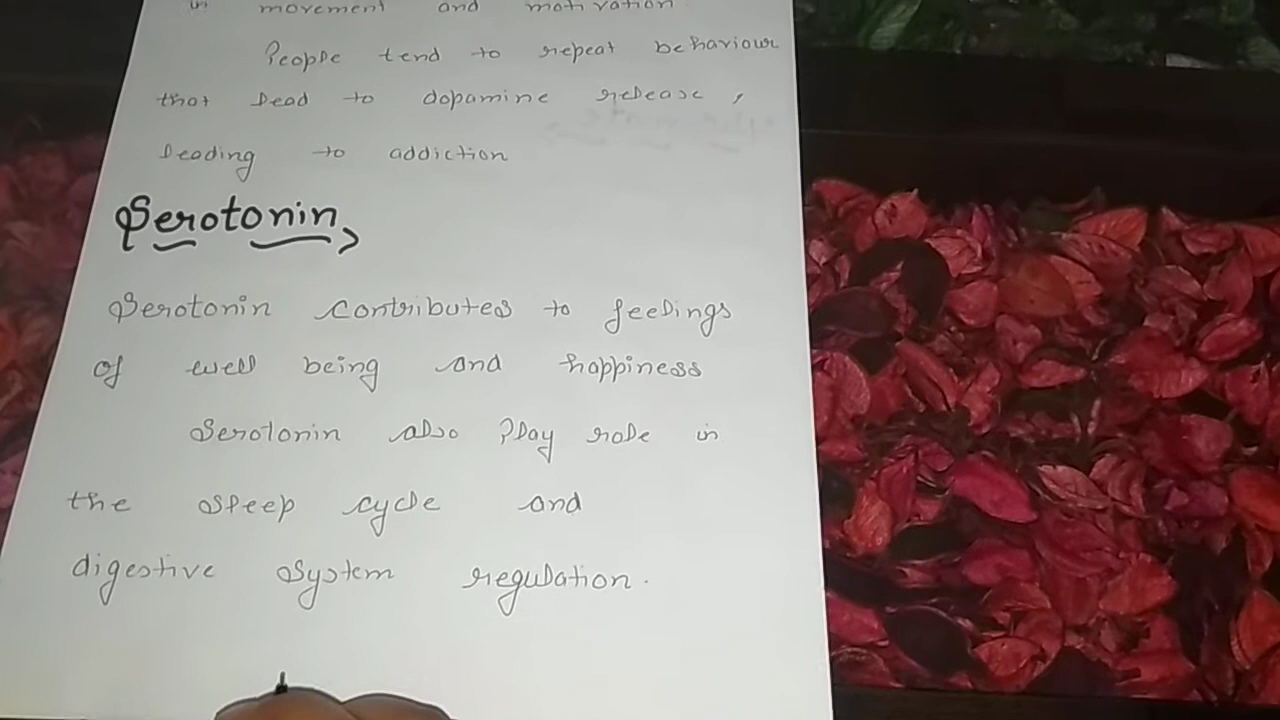 in movement and motivation
People tend to repeat behaviour
that lead to dopamine release,
leading to addiction
Serotonin
Serotonin contributes to feelings
of well being and happiness
Serotonin also Play role in
the sleep cycle and
digestive system regulation.